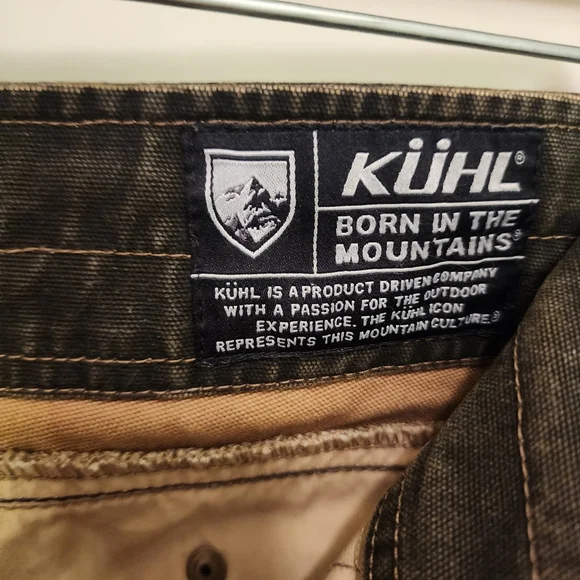 KÜHL®
BORN IN THE
MOUNTAINS®
KÜHL IS A PRODUCT DRIVEN COMPANY
WITH A PASSION FOR THE OUTDOOR
EXPERIENCE. THE KÜHL ICON
REPRESENTS THIS MOUNTAIN CULTURE.®